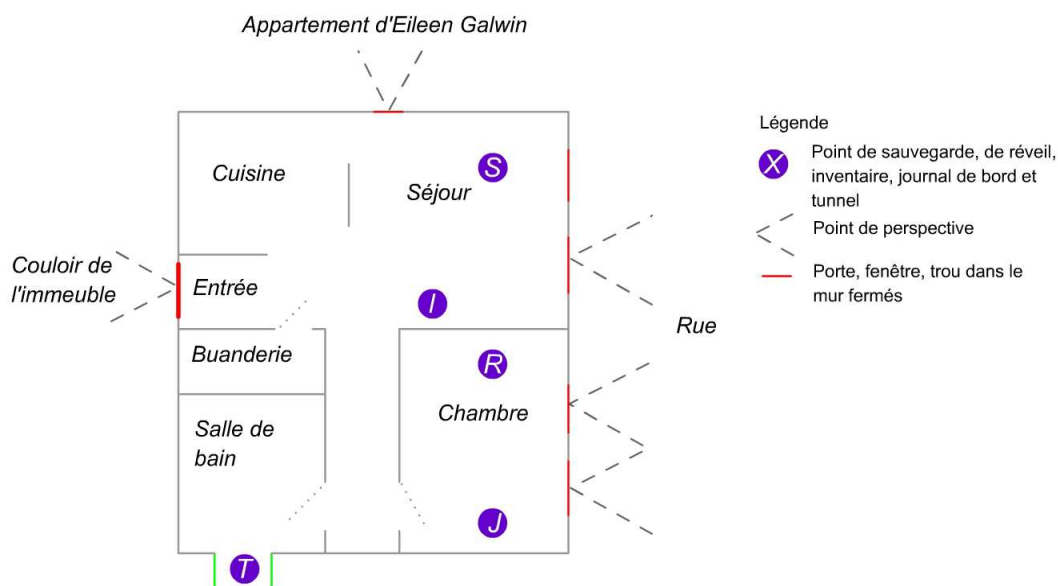 Appartement d'Eileen Galwin
Légende
X
Point de sauvegarde, de réveil,
inventaire, journal de bord et
tunnel
Point de perspective
Porte, fenêtre, trou dans le
mur fermés
Cuisine
S
Séjour
Couloir de
l'immeuble
Entrée
I
Rue
Buanderie
R
Chambre
Salle de
bain
J
T